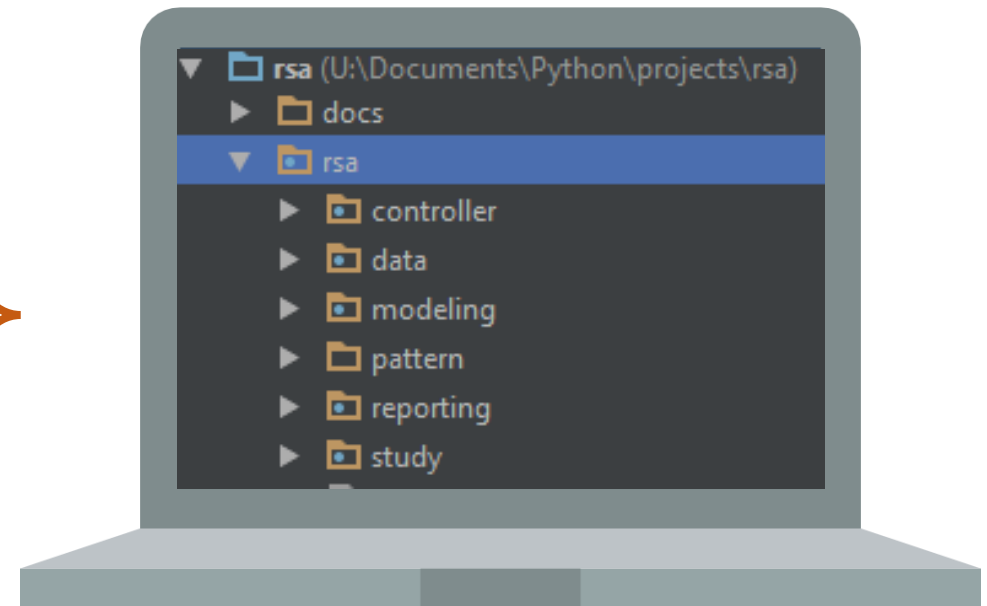 rsa (U:\Documents\Python\projects\rsa)
docs
rsa
controller
data
modeling
pattern
reporting
study